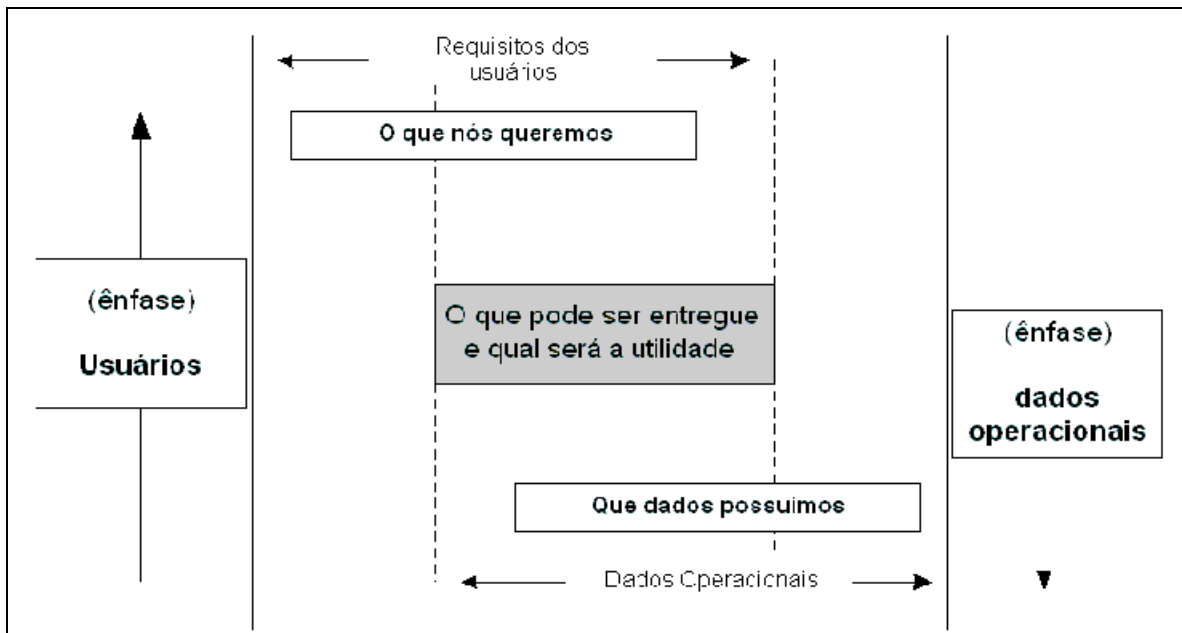 Requisitos dos
usuários
O que nós queremos
(ênfase)
Usuários
O que pode ser entregue
e qual será a utilidade
(ênfase)
dados
operacionais
Que dados possuimos
Dados Operacionais